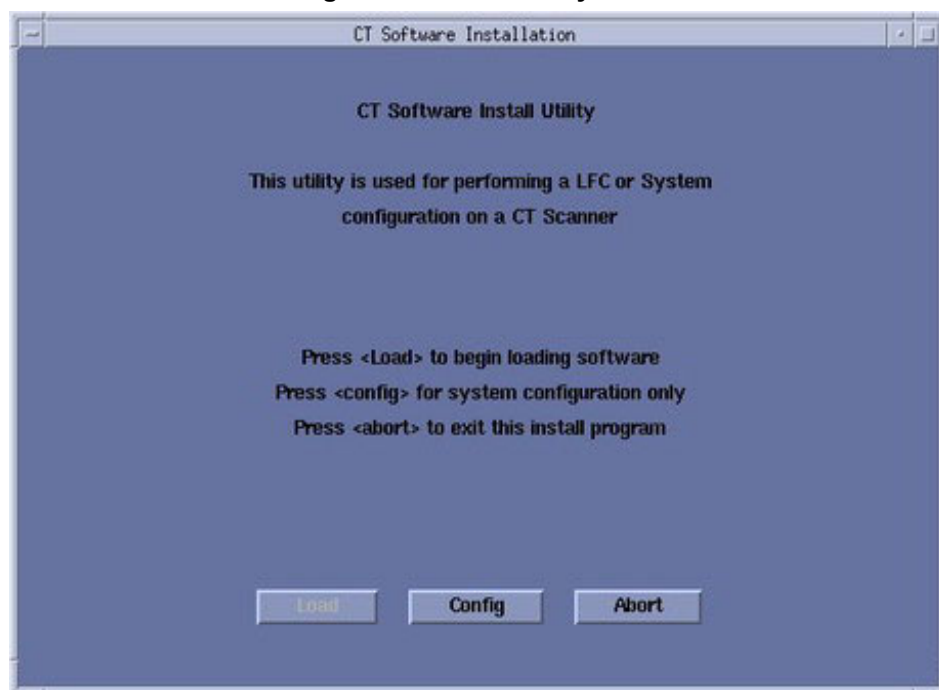 CT Software Installation
CT Software Install Utility
This utility is used for performing a LFC or System
configuration on a CT Scanner
Press <Load> to begin loading software
Press <config> for system configuration only
Press <abort> to exit this install program
Load Config Abort